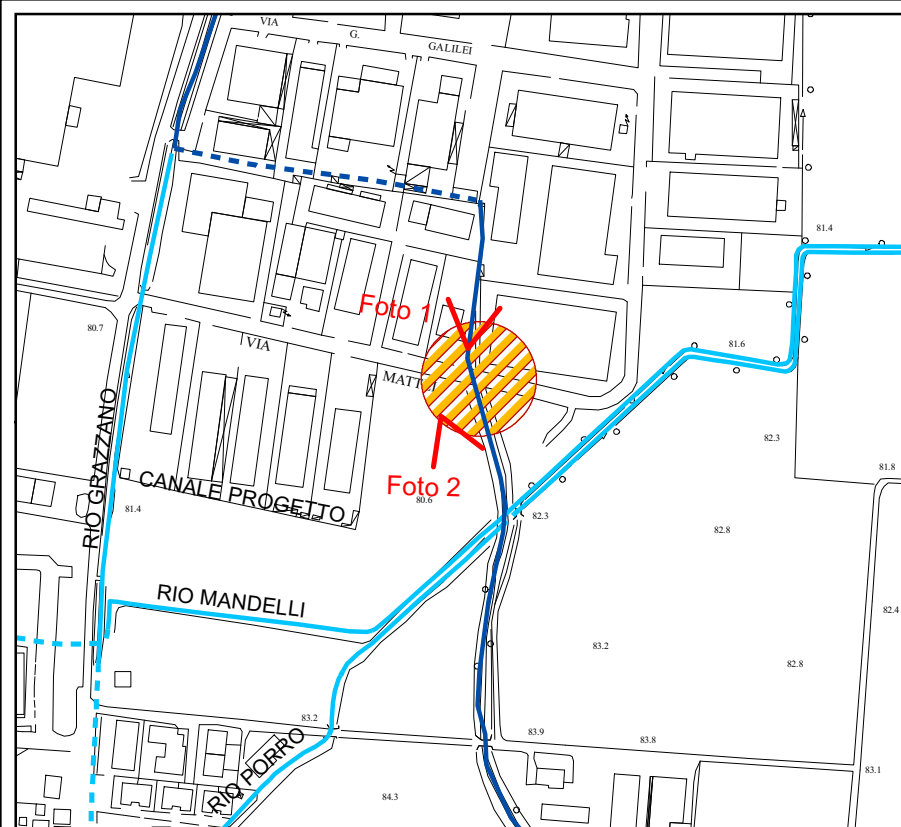 VIA
G.
GALILEI
81.4
Foto 1
80.7
VIA
81.6
MATTEI
RIO GRAZZANO
82.3
81.8
CANALE PROGETTO
Foto 2
80.6
81.4
82.3
82.8
RIO MANDELLI
82.4
83.2
82.8
83.2
83.9
83.8
RIO PORRO
83.1
84.3